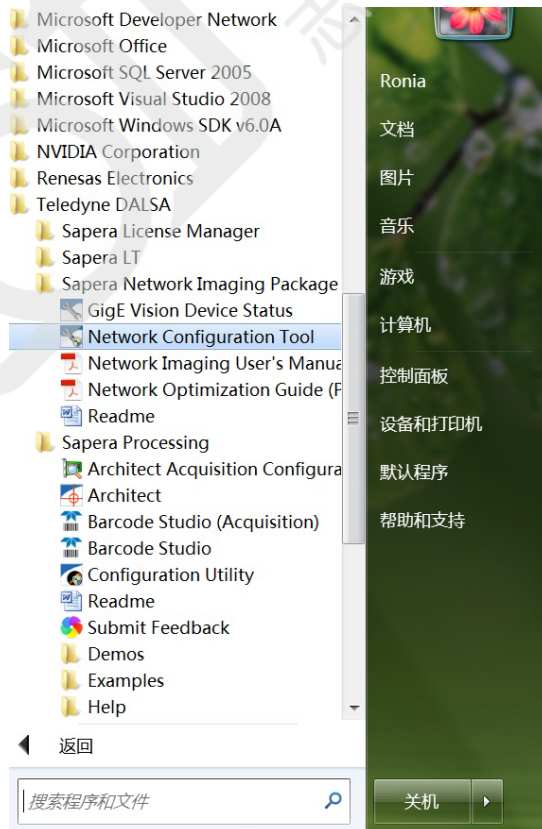 Microsoft Developer Network
Microsoft Office
Microsoft SQL Server 2005
Microsoft Visual Studio 2008
Microsoft Windows SDK v6.0A
NVIDIA Corporation
Renesas Electronics
Teledyne DALSA
Sapera License Manager
Sapera LT
Sapera Network Imaging Package
GigE Vision Device Status
Network Configuration Tool
Network Imaging User's Manua
Network Optimization Guide (P
Readme
Sapera Processing
Architect Acquisition Configura
Architect
Barcode Studio (Acquisition)
Barcode Studio
Configuration Utility
Readme
Submit Feedback
Demos
Examples
Help
返回
搜索程序和文件
Ronia
文档
图片
音乐
游戏
计算机
控制面板
设备和打印机
默认程序
帮助和支持
关机